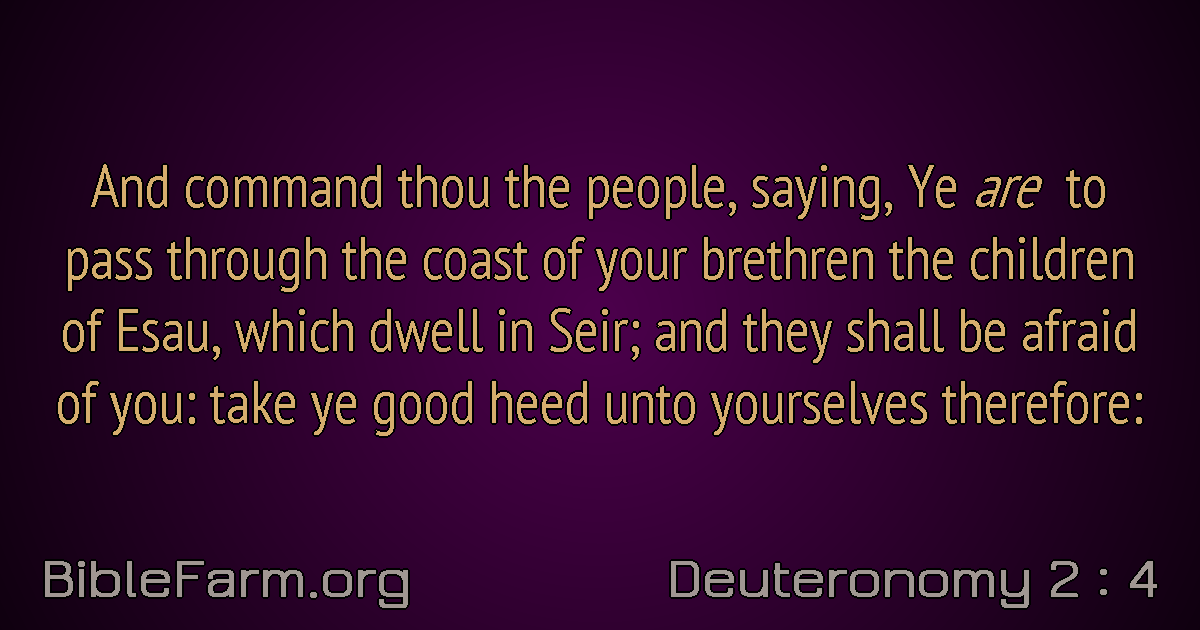 And command thou the people, saying, Ye are to
pass through the coast of your brethren the children
of Esau, which dwell in Seir; and they shall be afraid
of you: take ye good heed unto yourselves therefore:
BibleFarm.org
Deuteronomy 2 : 4